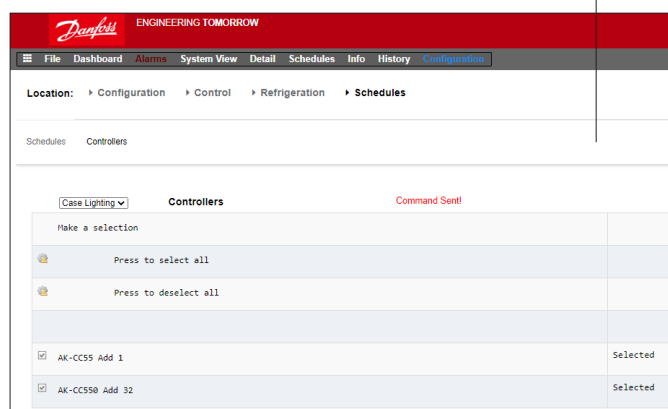 Danfoss ENGINEERING TOMORROW
File Dashboard Alarms System View Detail Schedules Info History Configuration
Location: Configuration Control Refrigeration Schedules
Schedules Controllers
Case Lighting Controllers Command Sent!
Make a selection
Press to select all
Press to deselect all
AK-CC55 Add 1 Selected
AK-CC550 Add 32 Selected